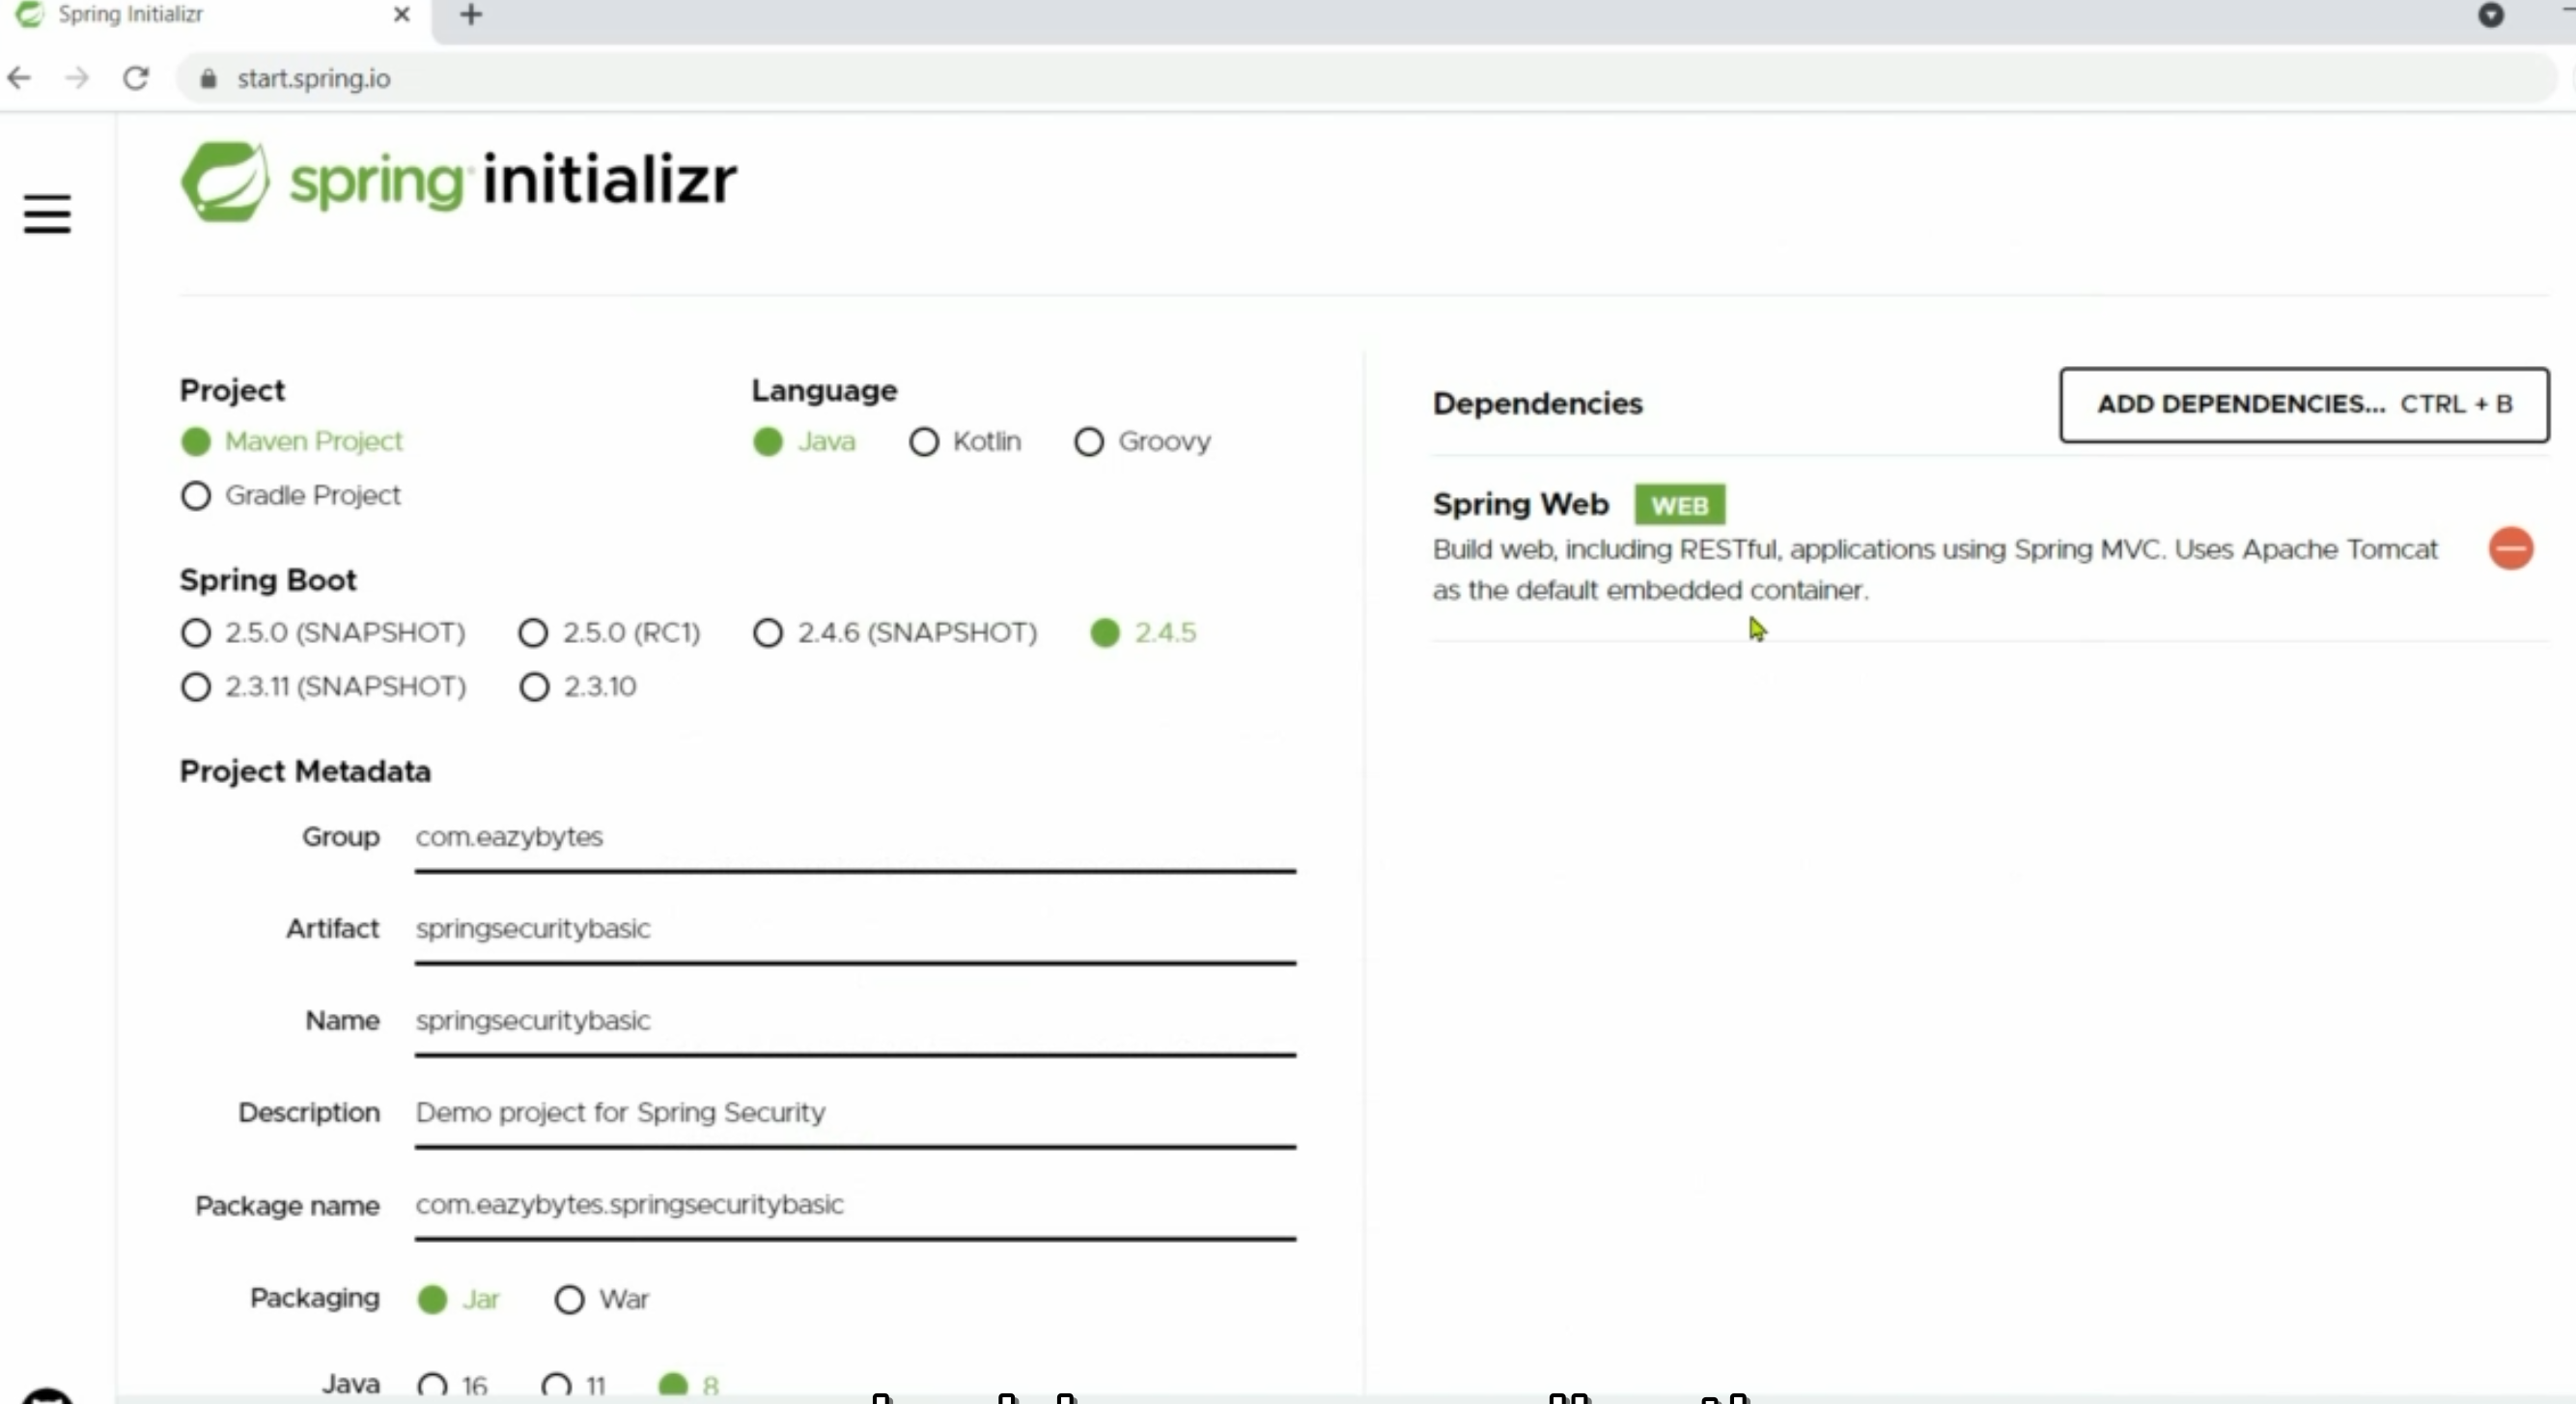 Spring Initializr
start.spring.io
spring initializr
Project
Maven Project
Gradle Project
Language
Java Kotlin Groovy
Spring Boot
2.5.0 (SNAPSHOT) 2.5.0 (RC1) 2.4.6 (SNAPSHOT) 2.4.5
2.3.11 (SNAPSHOT) 2.3.10
Project Metadata
Group com.eazybytes
Artifact springsecuritybasic
Name springsecuritybasic
Description Demo project for Spring Security
Package name com.eazybytes.springsecuritybasic
Packaging Jar War
Java 16 11 8
Dependencies
ADD DEPENDENCIES... CTRL + B
Spring Web WEB
Build web, including RESTful, applications using Spring MVC. Uses Apache Tomcat
as the default embedded container.